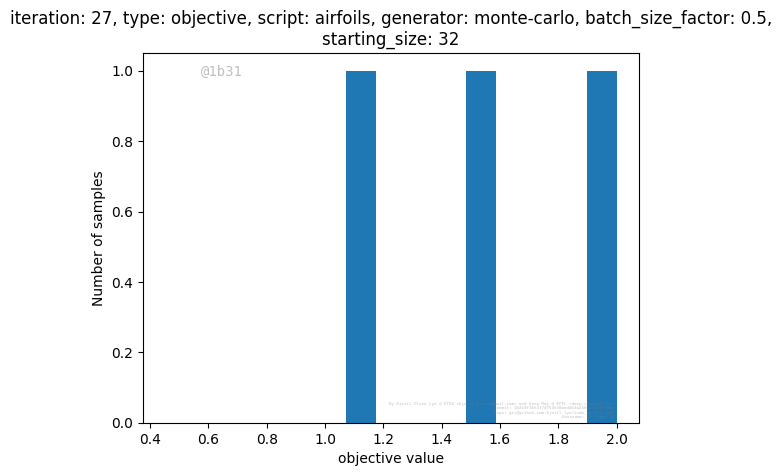 iteration: 27, type: objective, script: airfoils, generator: monte-carlo, batch_size_factor: 0.5,
starting_size: 32
@1b31
1.0
0.8
0.6
0.4
0.2
0.0
Number of samples
0.4 0.6 0.8 1.0 1.2 1.4 1.6 1.8 2.0
objective value